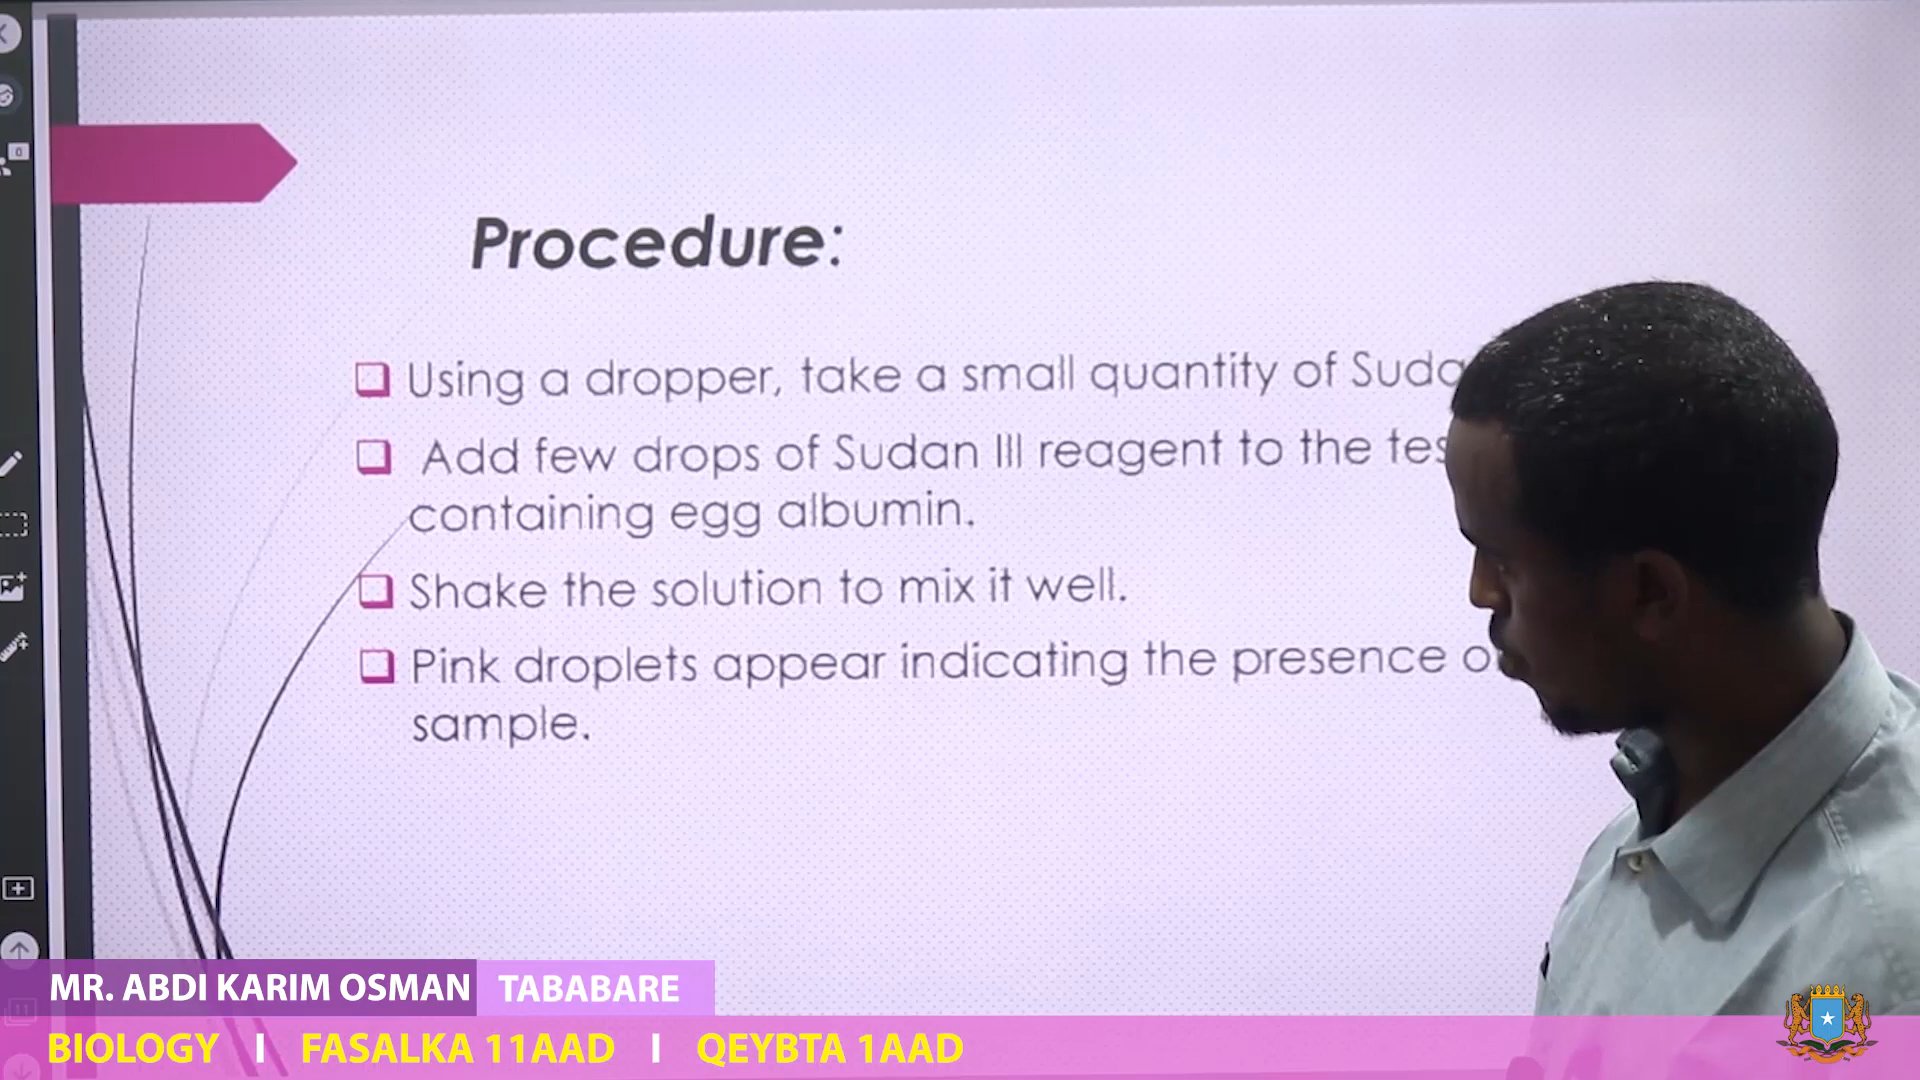 0
Procedure:
Using a dropper, take a small quantity of
Add few drops of Sudan III reagent to the
containing egg albumin.
Shake the solution to mix it well.
Pink droplets appear indicating the presence
sample.
MR. ABDI KARIM OSMAN TABABARE
BIOLOGY I FASALKA 11AAD I QEYBTA 1AAD